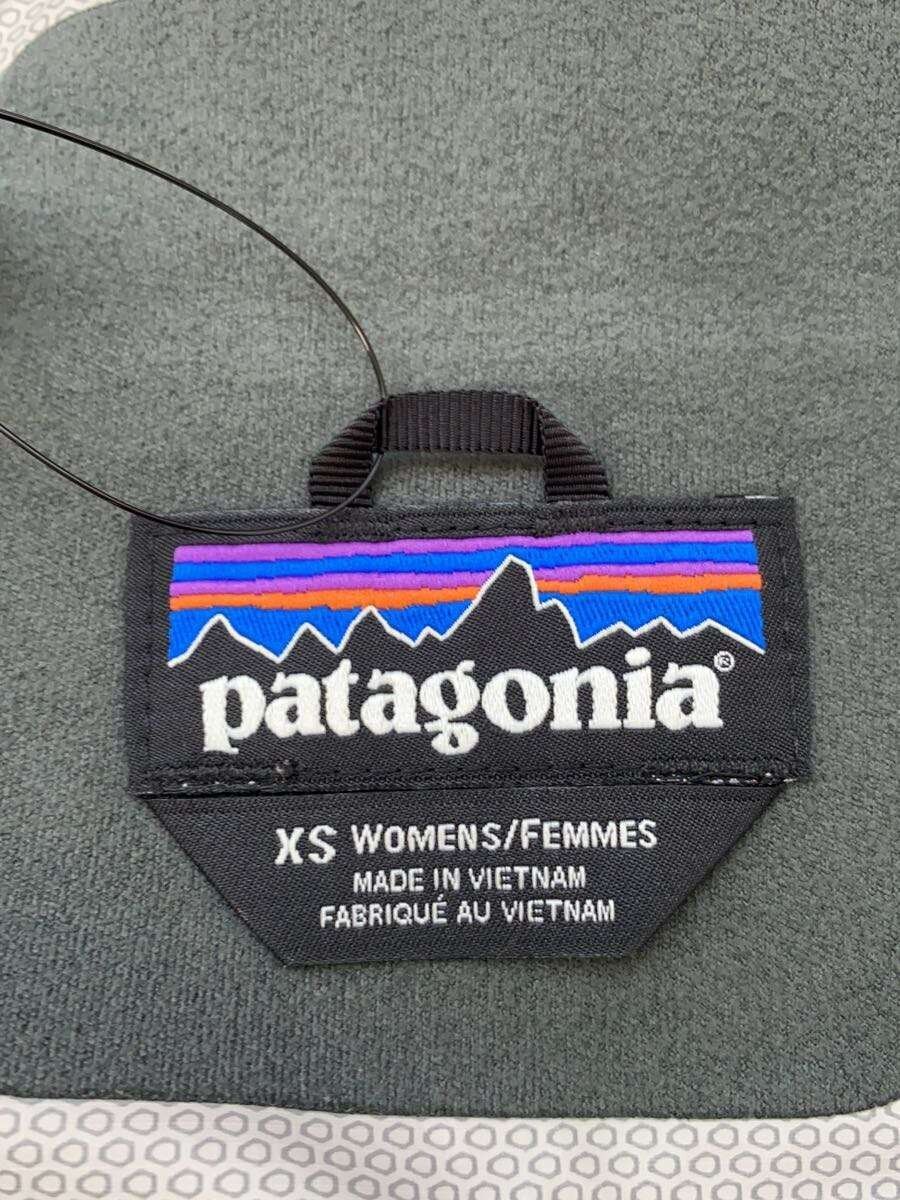 patagonia®
XS WOMENS/FEMMES
MADE IN VIETNAM
FABRIQUÉ AU VIETNAM